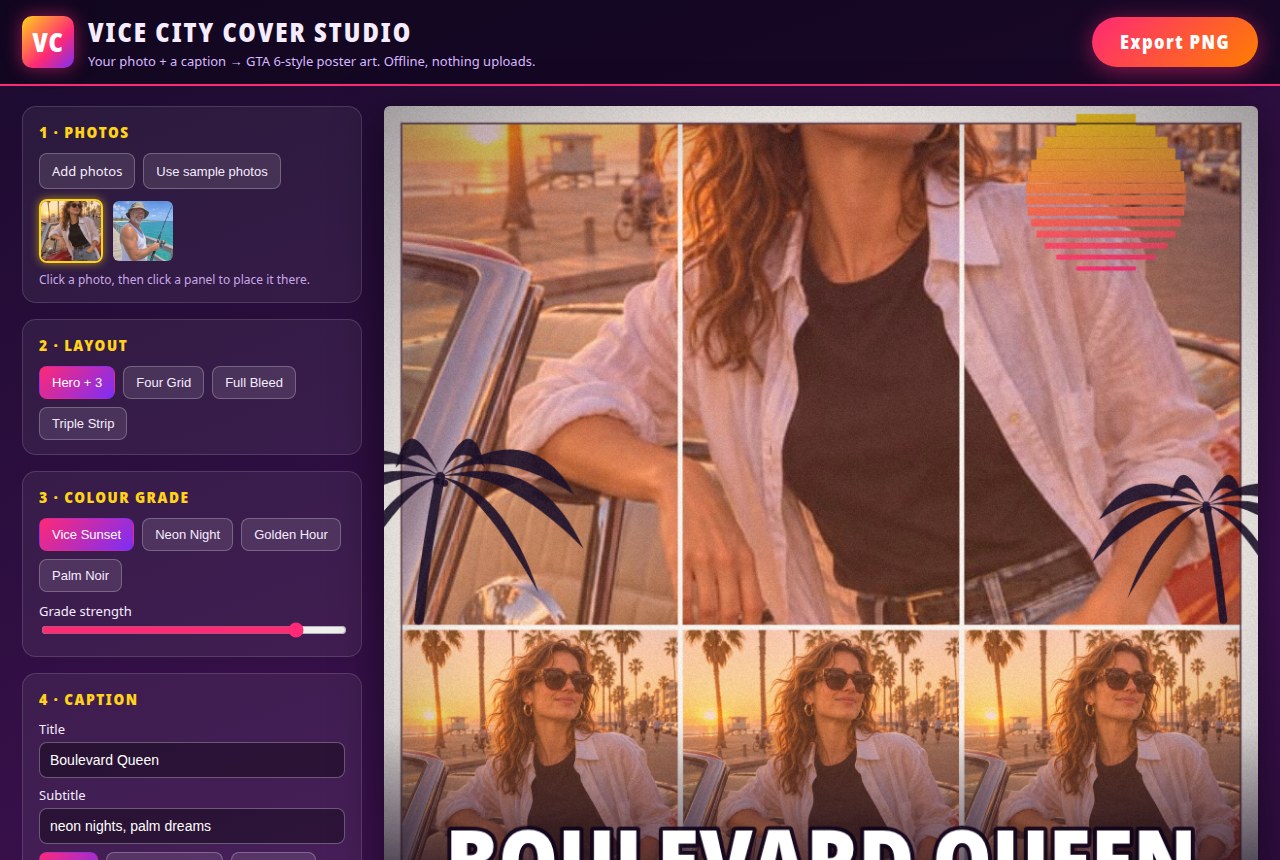 VC
VICE CITY COVER STUDIO
Your photo + a caption → GTA 6-style poster art. Offline, nothing uploads.
Export PNG
1 · PHOTOS
Add photos
Use sample photos
Click a photo, then click a panel to place it there.
2 · LAYOUT
Hero + 3
Four Grid
Full Bleed
Triple Strip
3 · COLOUR GRADE
Vice Sunset
Neon Night
Golden Hour
Palm Noir
Grade strength
4 · CAPTION
Title
Boulevard Queen
Subtitle
neon nights, palm dreams
BOULEVARD QUEEN